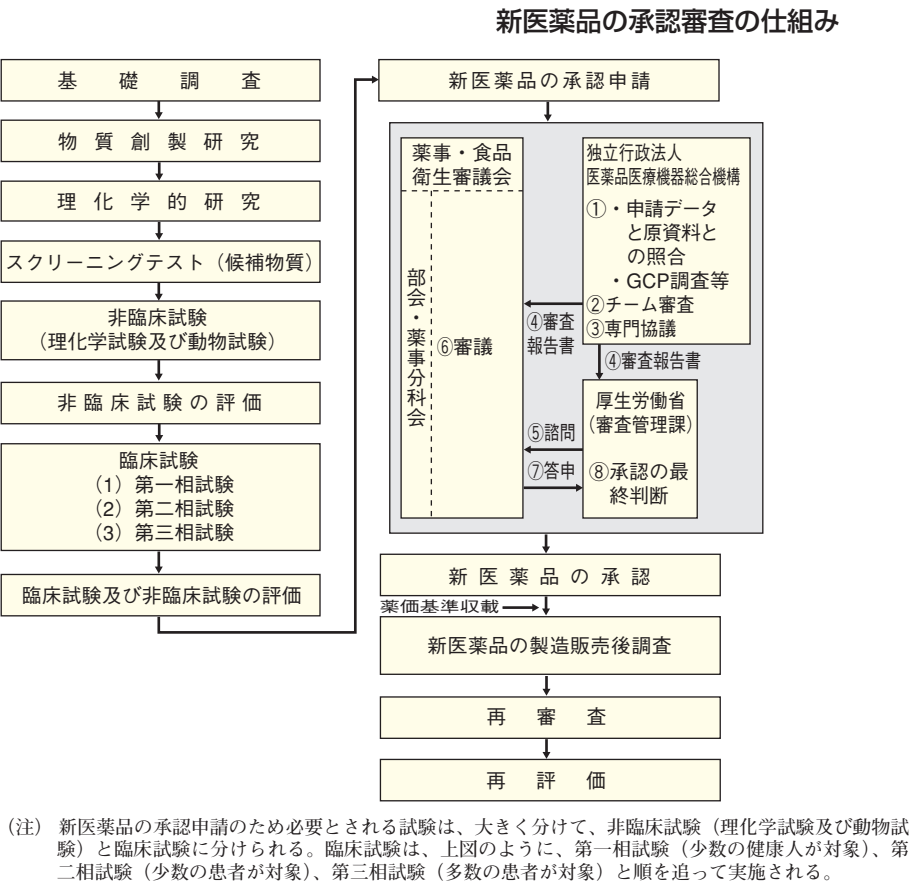 新医薬品の承認審査の仕組み
基礎調査
物質創製研究
理化学的研究
スクリーニングテスト（候補物質）
非臨床試験
（理化学試験及び動物試験）
非臨床試験の評価
臨床試験
（1）第一相試験
（2）第二相試験
（3）第三相試験
臨床試験及び非臨床試験の評価
新医薬品の承認申請
薬事・食品
衛生審議会
部会・薬事分科会
⑥審議
独立行政法人
医薬品医療機器総合機構
①・申請データ
と原資料と
の照合
・GCP調査等
②チーム審査
③専門協議
④審査
報告書
④審査報告書
厚生労働省
（審査管理課）
⑤諮問
⑦答申
⑧承認の最
終判断
新医薬品の承認
薬価基準収載
新医薬品の製造販売後調査
再審査
再評価
（注） 新医薬品の承認申請のため必要とされる試験は、大きく分けて、非臨床試験（理化学試験及び動物試
験）と臨床試験に分けられる。臨床試験は、上図のように、第一相試験（少数の健康人が対象）、第
二相試験（少数の患者が対象）、第三相試験（多数の患者が対象）と順を追って実施される。